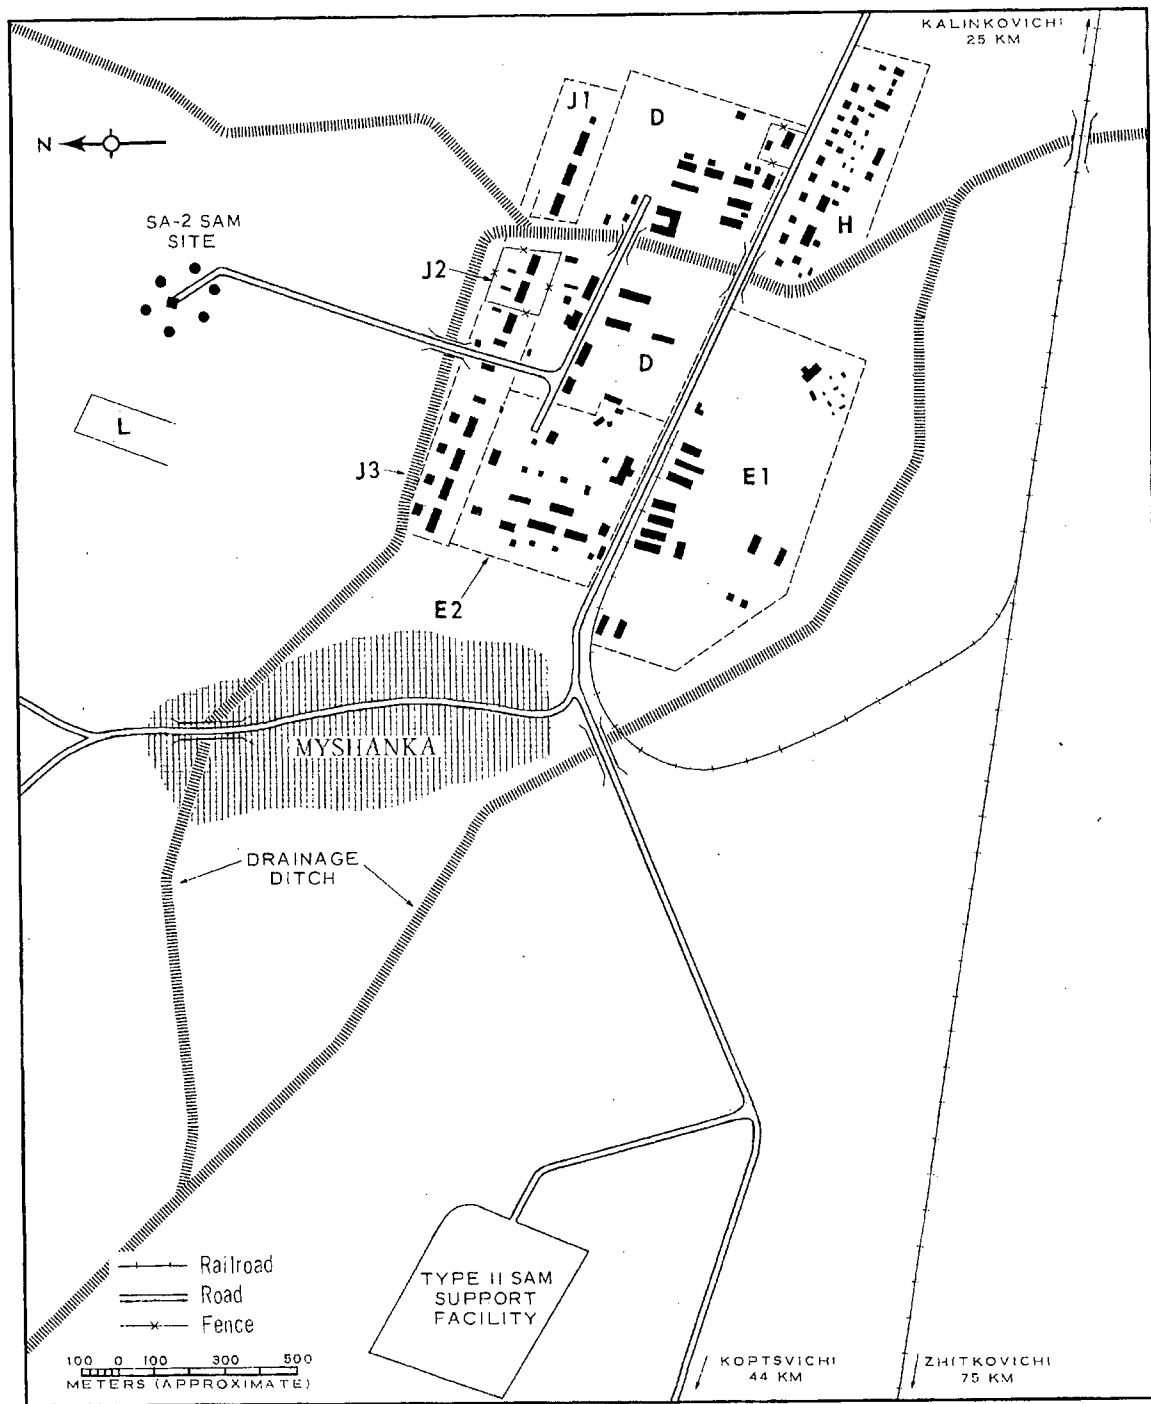 KALINKOVICHI
25 KM
J1
D
N
SA-2 SAM
SITE
H
J2
D
L
J3
E1
E2
MYSHANKA
DRAINAGE
DITCH
Railroad
Road
Fence
TYPE II SAM
SUPPORT
FACILITY
100 0 100 300 500
METERS (APPROXIMATE)
KOPTSVICHI
44 KM
ZHITKOVICHI
75 KM